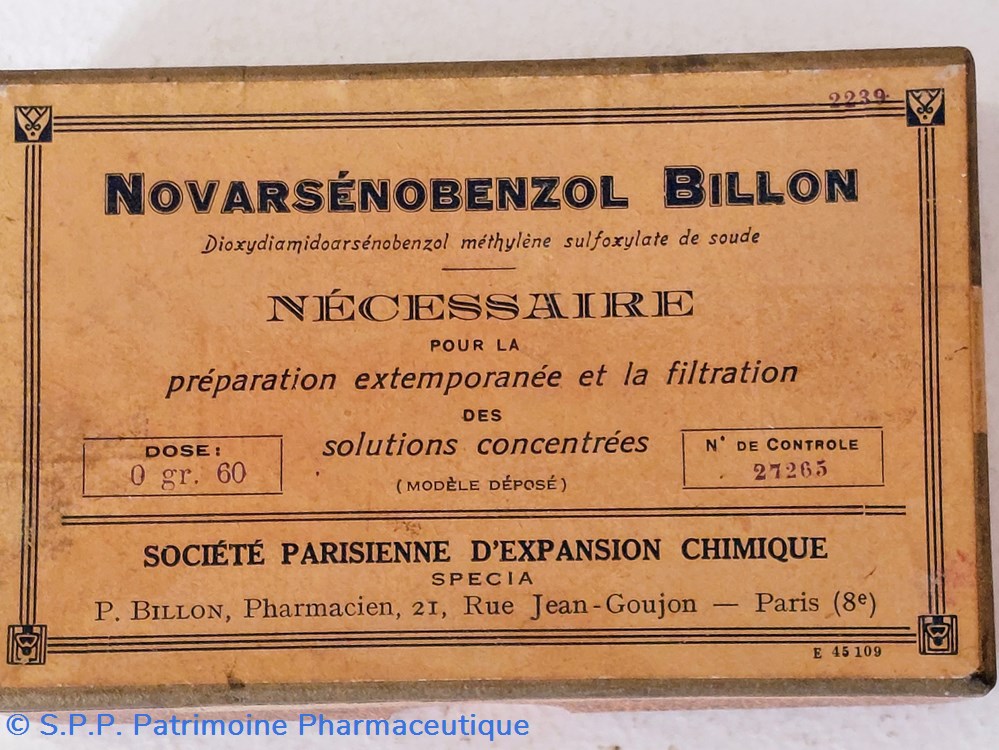 2239
NOVARSÉNOBENZOL BILLON
Dioxydiamidoarsénobenzol méthylène sulfoxylate de soude
NÉCESSAIRE
POUR LA
préparation extemporanée et la filtration
DES
solutions concentrées
(MODÈLE DÉPOSÉ)
DOSE:
0 gr. 60
N° DE CONTROLE
27265
SOCIÉTÉ PARISIENNE D'EXPANSION CHIMIQUE
SPECIA
P. BILLON, Pharmacien, 21, Rue Jean-Goujon — Paris (8e)
E 45 109
© S.P.P. Patrimoine Pharmaceutique